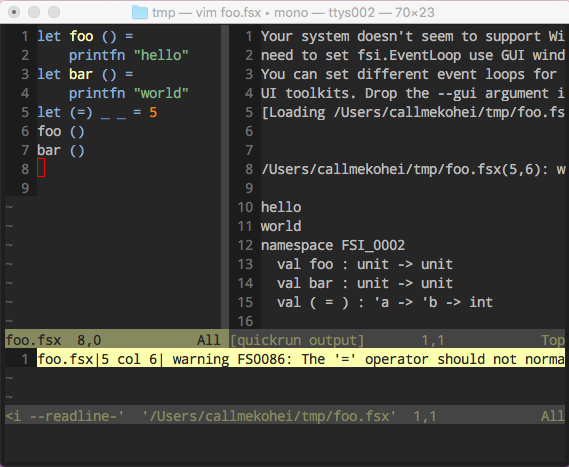 tmp — vim foo.fsx ▸ mono — ttys002 — 70×23
1 let foo () =
2     printfn "hello"
3 let bar () =
4     printfn "world"
5 let (=) _ _ = 5
6 foo ()
7 bar ()
8
9
~
~
~
~
~
~
~
foo.fsx  8,0    All
1 Your system doesn't seem to support Wi
2 need to set fsi.EventLoop use GUI wind
3 You can set different event loops for
4 UI toolkits. Drop the --gui argument i
5 [Loading /Users/callmekohei/tmp/foo.fs
6
7
8 /Users/callmekohei/tmp/foo.fsx(5,6): w
9
10 hello
11 world
12 namespace FSI_0002
13   val foo : unit -> unit
14   val bar : unit -> unit
15   val ( = ) : 'a -> 'b -> int
16
[quickrun output]    1,1    Top
1 foo.fsx|5 col 6| warning FS0086: The '=' operator should not norma
~
~
<i --readline-'  '/Users/callmekohei/tmp/foo.fsx'  1,1    All